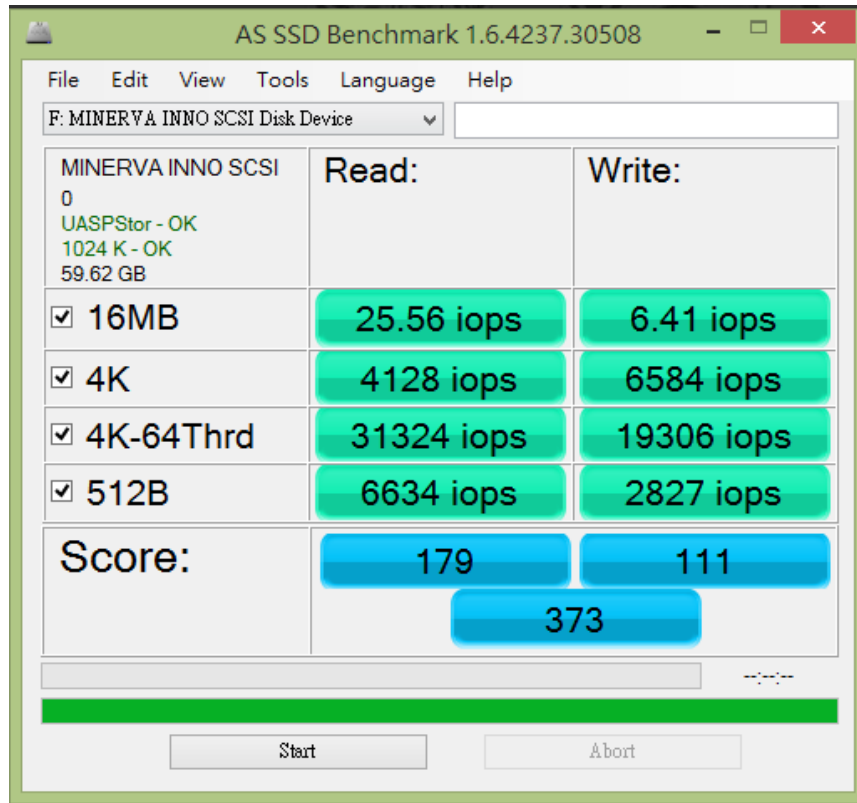 AS SSD Benchmark 1.6.4237.30508
File Edit View Tools Language Help
F: MINERVA INNO SCSI Disk Device
MINERVA INNO SCSI
0
UASPStor - OK
1024 K - OK
59.62 GB
Read:
Write:
16MB 25.56 iops 6.41 iops
4K 4128 iops 6584 iops
4K-64Thrd 31324 iops 19306 iops
512B 6634 iops 2827 iops
Score: 179 111
373
--:--:--
Start Abort